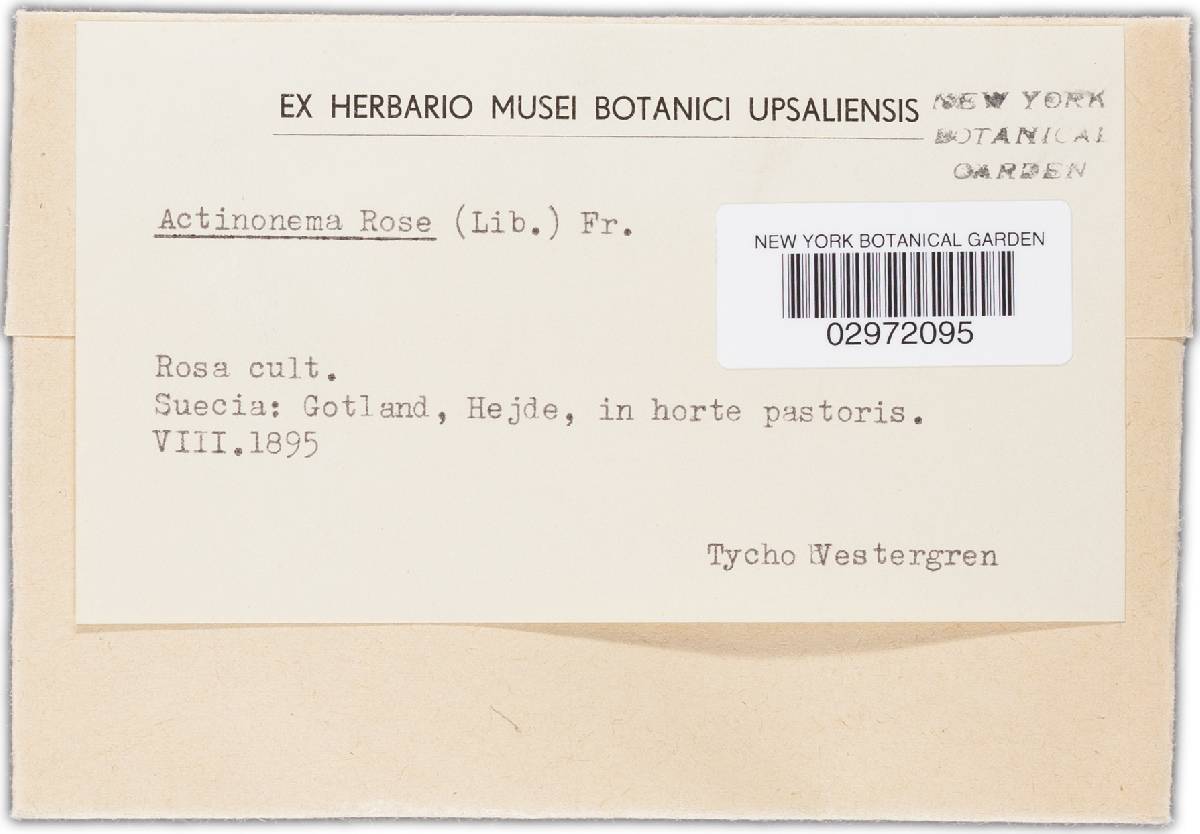 EX HERBARIO MUSEI BOTANICI UPSALIENSIS
NEW YORK
BOTANICAL
GARDEN
Actinonema Rose (Lib.) Fr.
NEW YORK BOTANICAL GARDEN
02972095
Rosa cult.
Suecia: Gotland, Hejde, in horte pastoris.
VIII.1895
Tycho Westergren